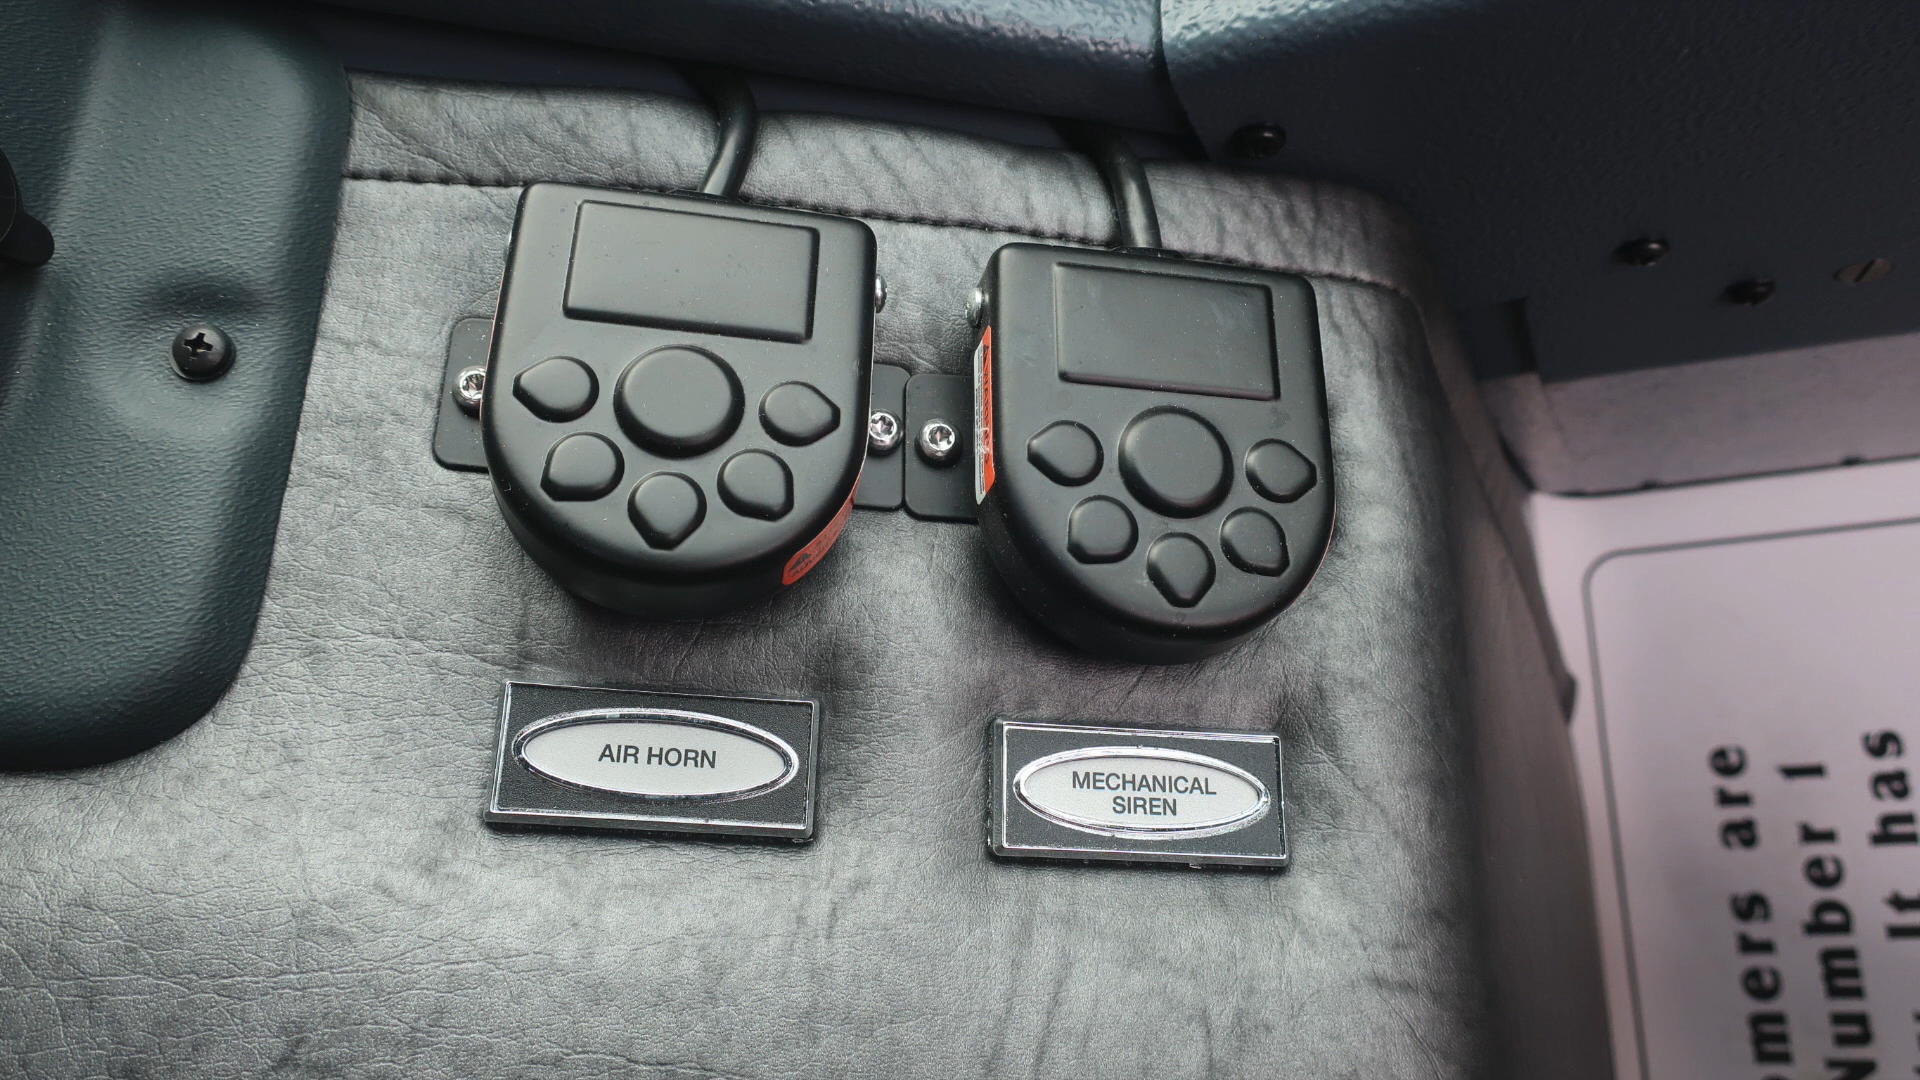 AIR HORN
MECHANICAL
SIREN
omers are
Number 1
It has